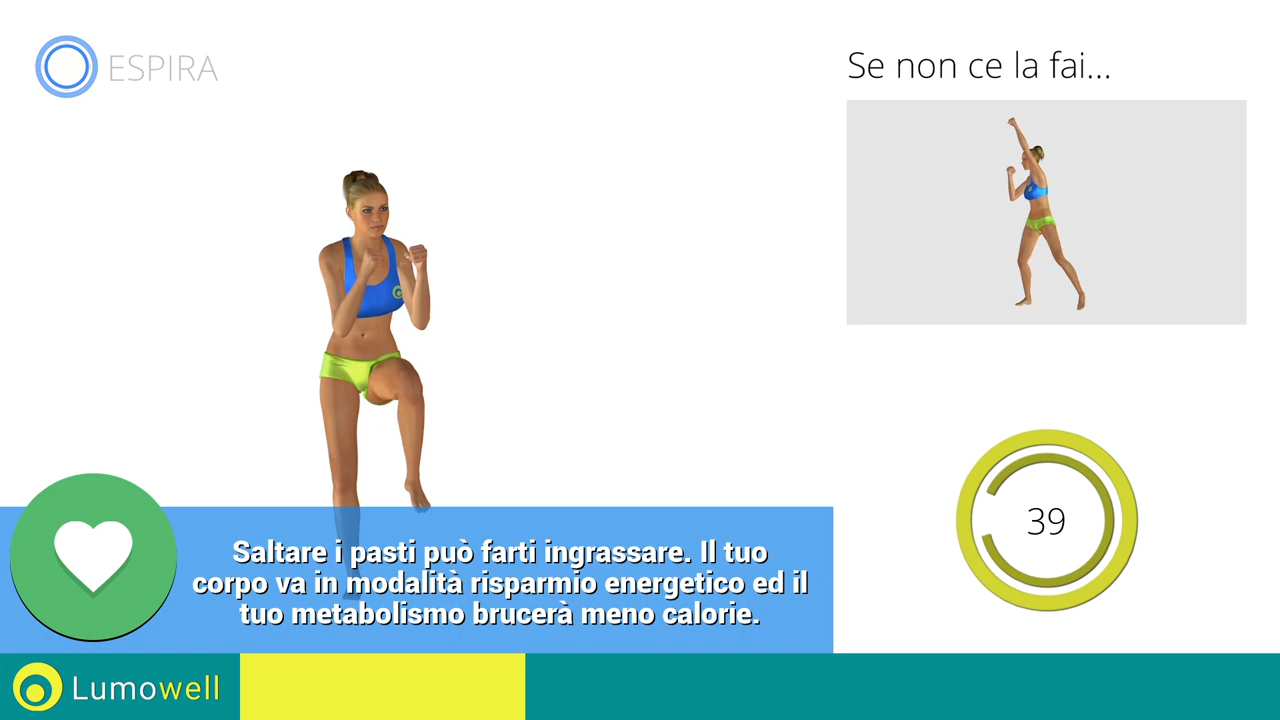 ESPIRA
Se non ce la fai...
39
Saltare i pasti può farti ingrassare. Il tuo
corpo va in modalità risparmio energetico ed il
tuo metabolismo brucerà meno calorie.
Lumowell